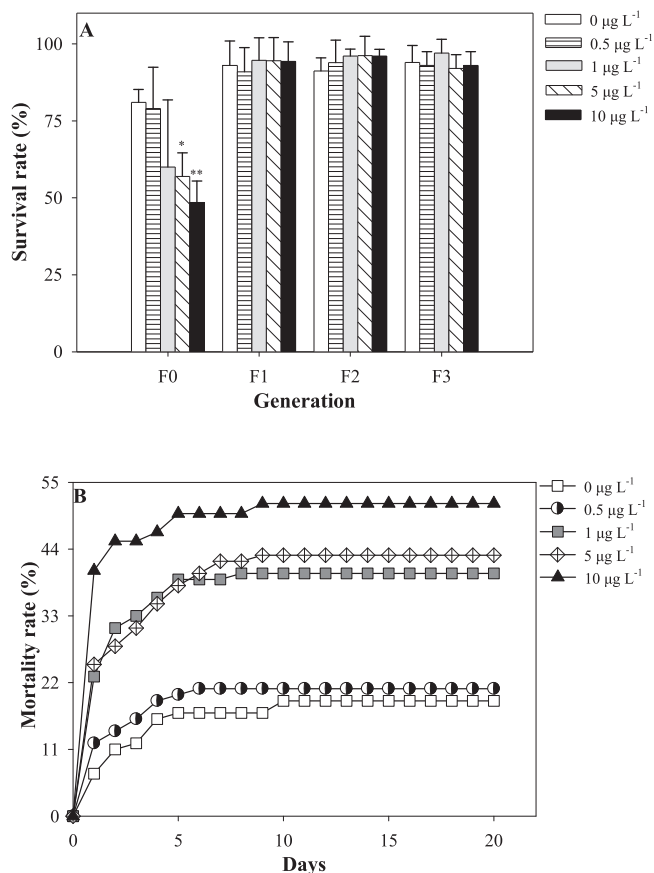 A
0 µg L⁻¹
0.5 µg L⁻¹
1 µg L⁻¹
5 µg L⁻¹
10 µg L⁻¹
Survival rate (%)
100
75
50
25
0
*
**
F0 F1 F2 F3
Generation
B
0 µg L⁻¹
0.5 µg L⁻¹
1 µg L⁻¹
5 µg L⁻¹
10 µg L⁻¹
Mortality rate (%)
55
44
33
22
11
0
0 5 10 15 20
Days